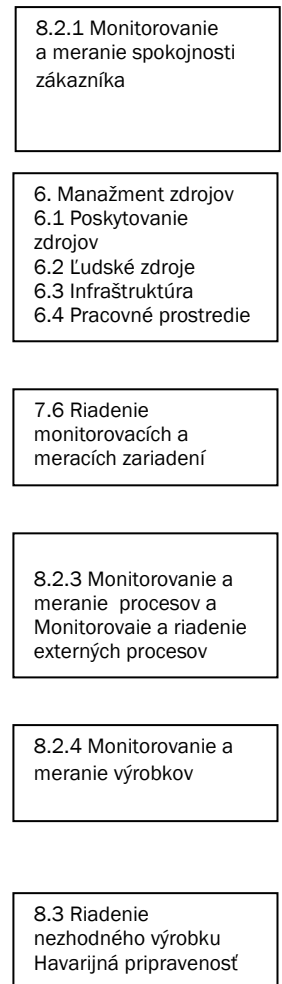 8.2.1 Monitorovanie
a meranie spokojnosti
zákazníka
6. Manažment zdrojov
6.1 Poskytovanie
zdrojov
6.2 Ľudské zdroje
6.3 Infraštruktúra
6.4 Pracovné prostredie
7.6 Riadenie
monitorovacích a
meracích zariadení
8.2.3 Monitorovanie a
meranie procesov a
Monitorovaie a riadenie
externých procesov
8.2.4 Monitorovanie a
meranie výrobkov
8.3 Riadenie
nezhodného výrobku
Havarijná pripravenosť